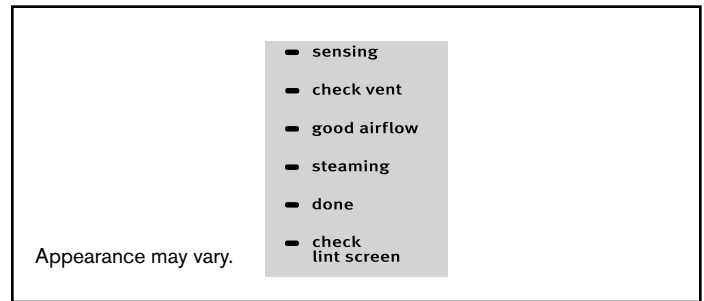 sensing
check vent
good airflow
steaming
done
check
lint screen
Appearance may vary.